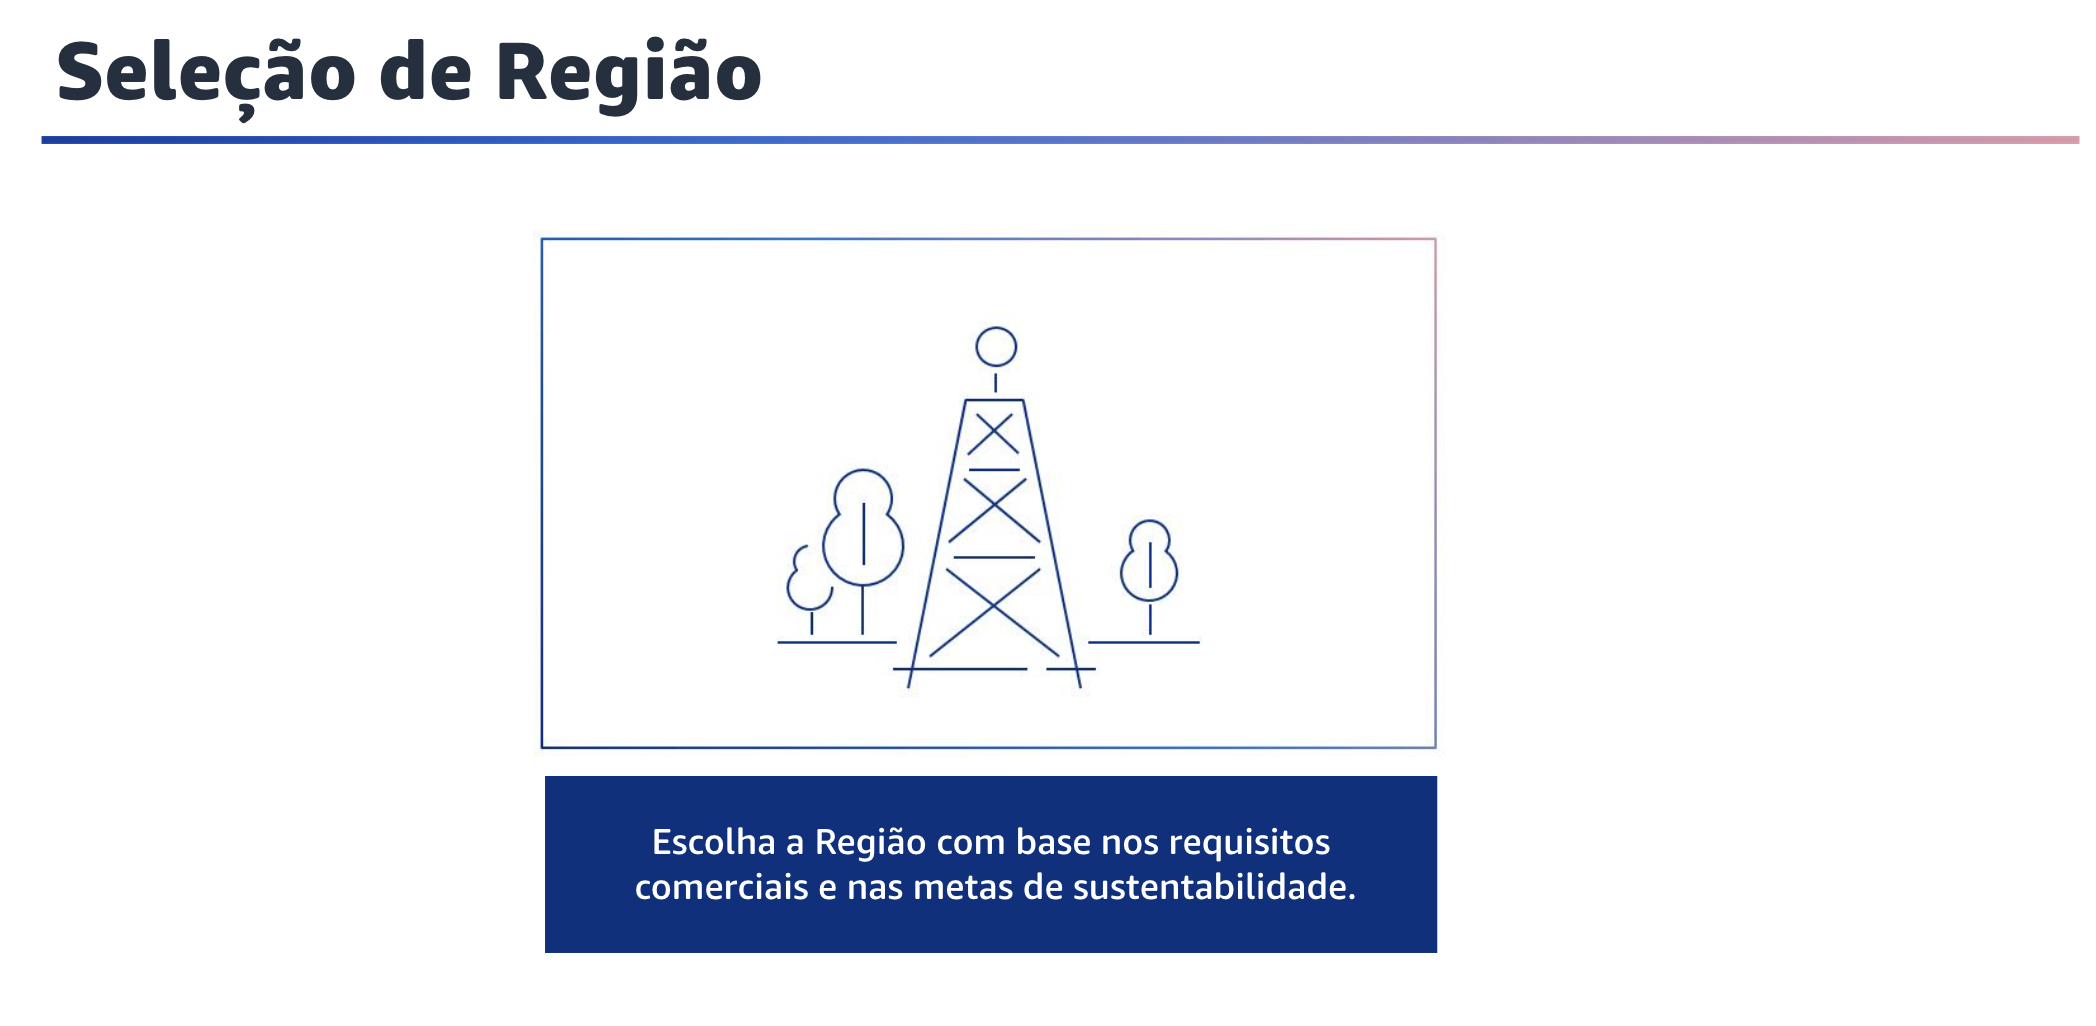 Seleção de Região
Escolha a Região com base nos requisitos
comerciais e nas metas de sustentabilidade.